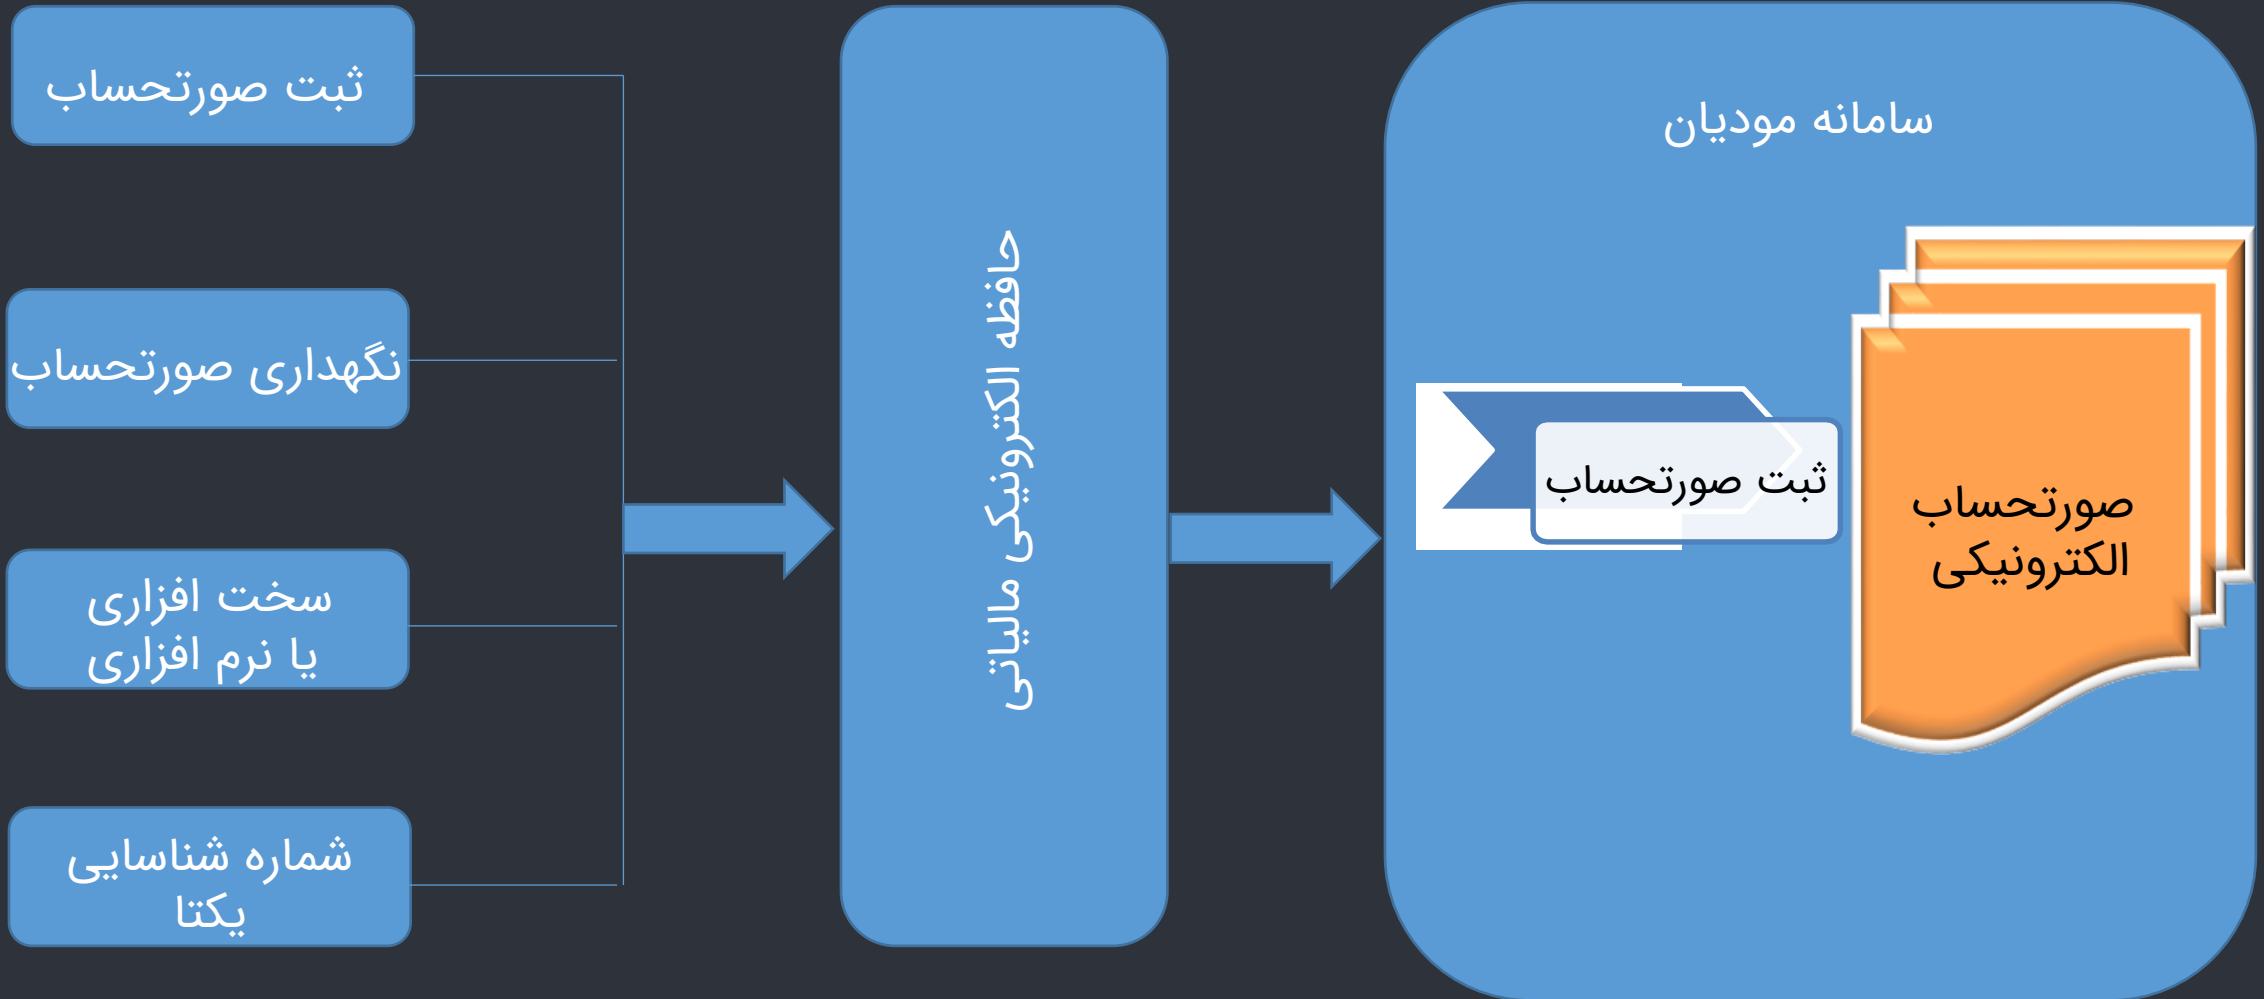 ثبت صورتحساب
نگهداری صورتحساب
سخت افزاری
یا نرم افزاری
شماره شناسایی
یکتا
حافظه الکترونیکی مالیاتی
سامانه مودیان
ثبت صورتحساب
صورتحساب
الکترونیکی